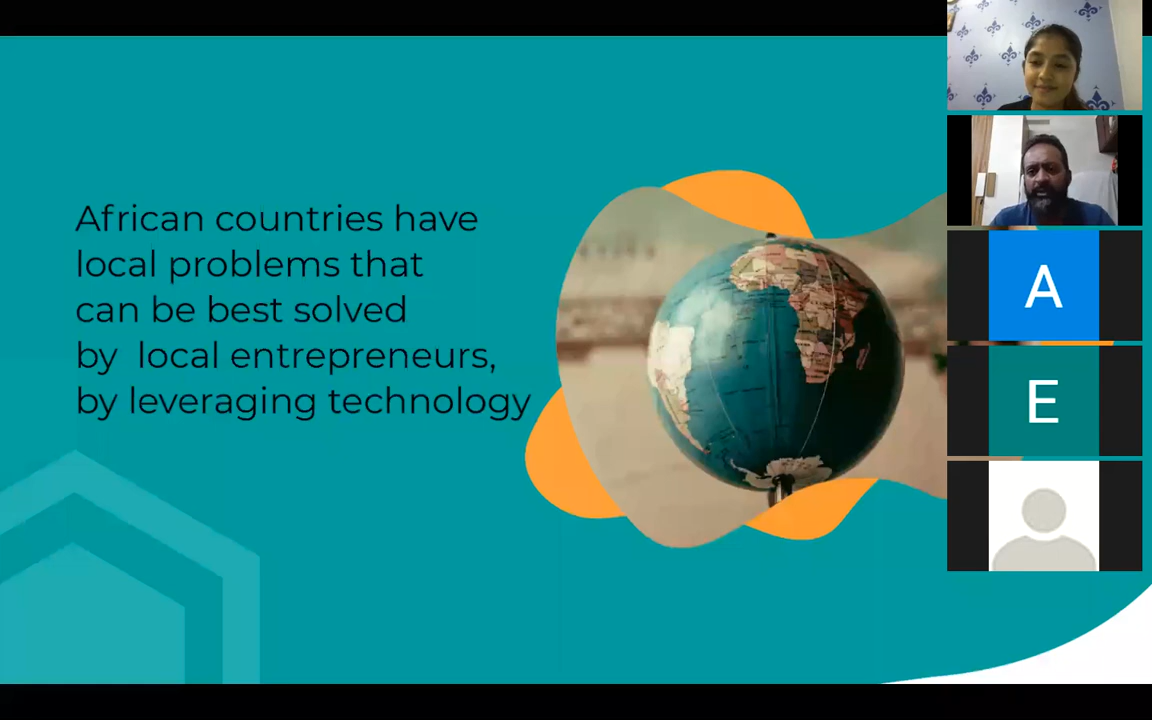 African countries have
local problems that
can be best solved
by  local entrepreneurs,
by leveraging technology
A
E